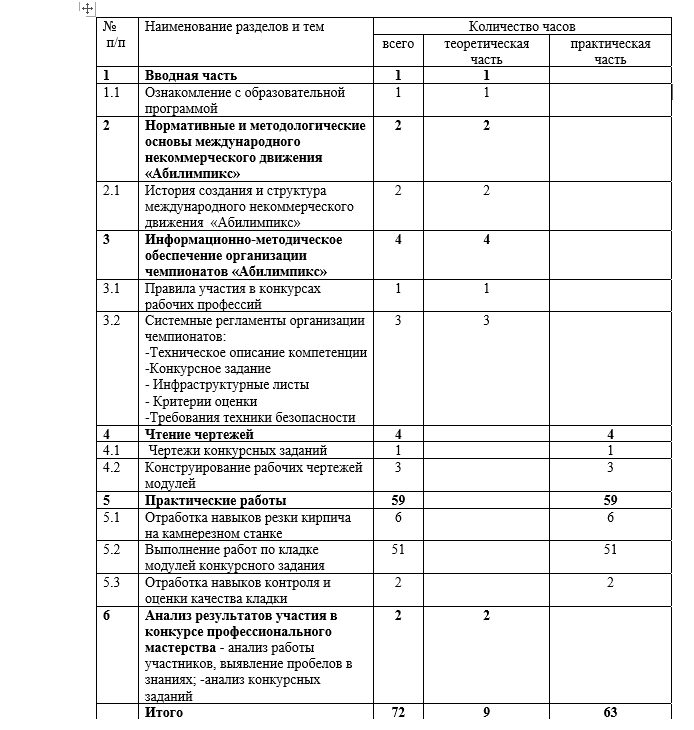 № Наименование разделов и тем Количество часов
п/п всего теоретическая практическая
часть часть
1 Вводная часть 1 1
1.1 Ознакомление с образовательной 1 1
программой
2 Нормативные и методологические 2 2
основы международного
некоммерческого движения
«Абилимпикс»
2.1 История создания и структура 2 2
международного некоммерческого
движения «Абилимпикс»
3 Информационно-методическое 4 4
обеспечение организации
чемпионатов «Абилимпикс»
3.1 Правила участия в конкурсах 1 1
рабочих профессий
3.2 Системные регламенты организации 3 3
чемпионатов:
-Техническое описание компетенции
-Конкурсное задание
- Инфраструктурные листы
- Критерии оценки
-Требования техники безопасности
4 Чтение чертежей 4 4
4.1 Чертежи конкурсных заданий 1 1
4.2 Конструирование рабочих чертежей 3 3
модулей
5 Практические работы 59 59
5.1 Отработка навыков резки кирпича 6 6
на камнерезном станке
5.2 Выполнение работ по кладке 51 51
модулей конкурсного задания
5.3 Отработка навыков контроля и 2 2
оценки качества кладки
6 Анализ результатов участия в 2 2
конкурсе профессионального
мастерства - анализ работы
участников, выявление пробелов в
знаниях; -анализ конкурсных
заданий
Итого 72 9 63